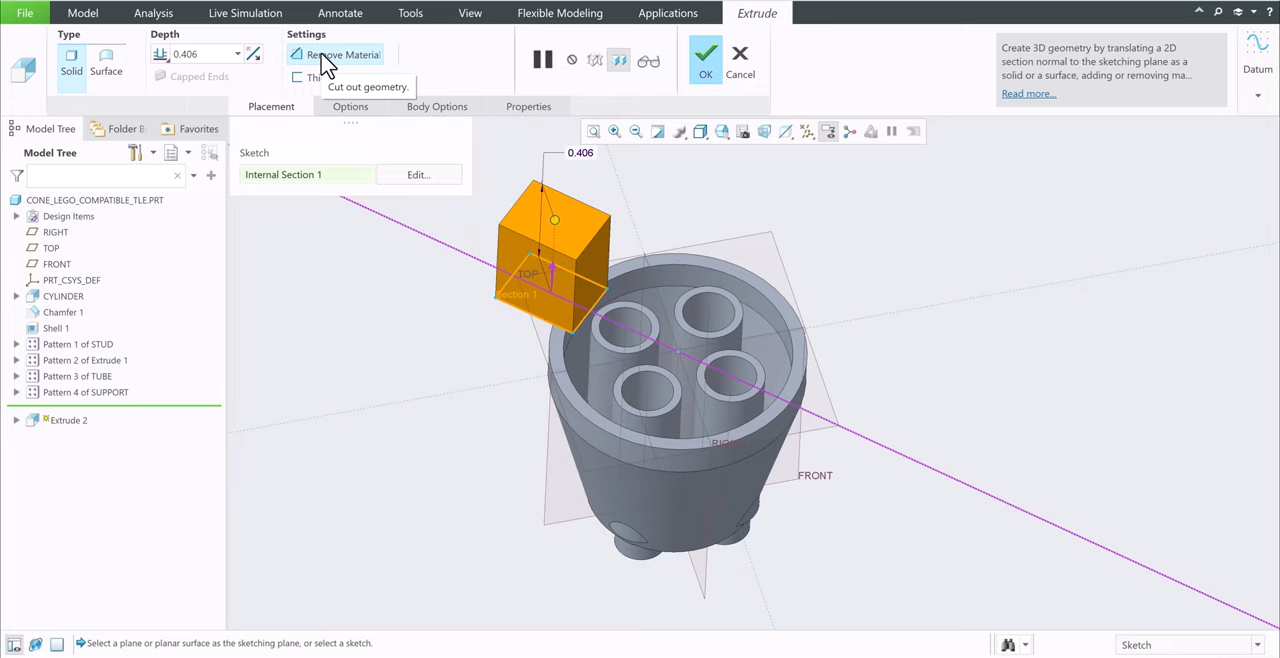 File Model Analysis Live Simulation Annotate Tools View Flexible Modeling Applications Extrude
Type Depth Settings
Solid Surface 0.406 Remove Material
Capped Ends
Cut out geometry.
OK Cancel
Create 3D geometry by translating a 2D
section normal to the sketching plane as a
solid or a surface, adding or removing ma...
Read more...
Datum
Placement Options Body Options Properties
Model Tree Folder B Favorites
Model Tree
Sketch
Internal Section 1 Edit...
CONE_LEGO_COMPATIBLE_TLE.PRT
Design Items
RIGHT
TOP
FRONT
PRT_CSYS_DEF
CYLINDER
Chamfer 1
Shell 1
Pattern 1 of STUD
Pattern 2 of Extrude 1
Pattern 3 of TUBE
Pattern 4 of SUPPORT
Extrude 2
0.406
TOP
Section 1
FRONT
Select a plane or planar surface as the sketching plane, or select a sketch.
Sketch